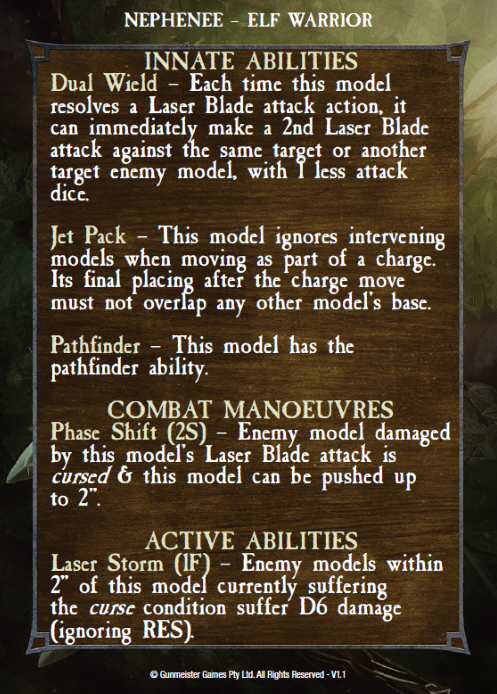 NEPHENEE – ELF WARRIOR
INNATE ABILITIES
Dual Wield – Each time this model
resolves a Laser Blade attack action, it
can immediately make a 2nd Laser Blade
attack against the same target or another
target enemy model, with 1 less attack
dice.
Jet Pack – This model ignores intervening
models when moving as part of a charge.
Its final placing after the charge move
must not overlap any other model's base.
Pathfinder – This model has the
pathfinder ability.
COMBAT MANOEUVRES
Phase Shift (2S) – Enemy model damaged
by this model's Laser Blade attack is
cursed & this model can be pushed up
to 2".
ACTIVE ABILITIES
Laser Storm (1F) – Enemy models within
2" of this model currently suffering
the curse condition suffer D6 damage
(ignoring RES).
© Gunmeister Games Pty Ltd. All Rights Reserved - V1.1